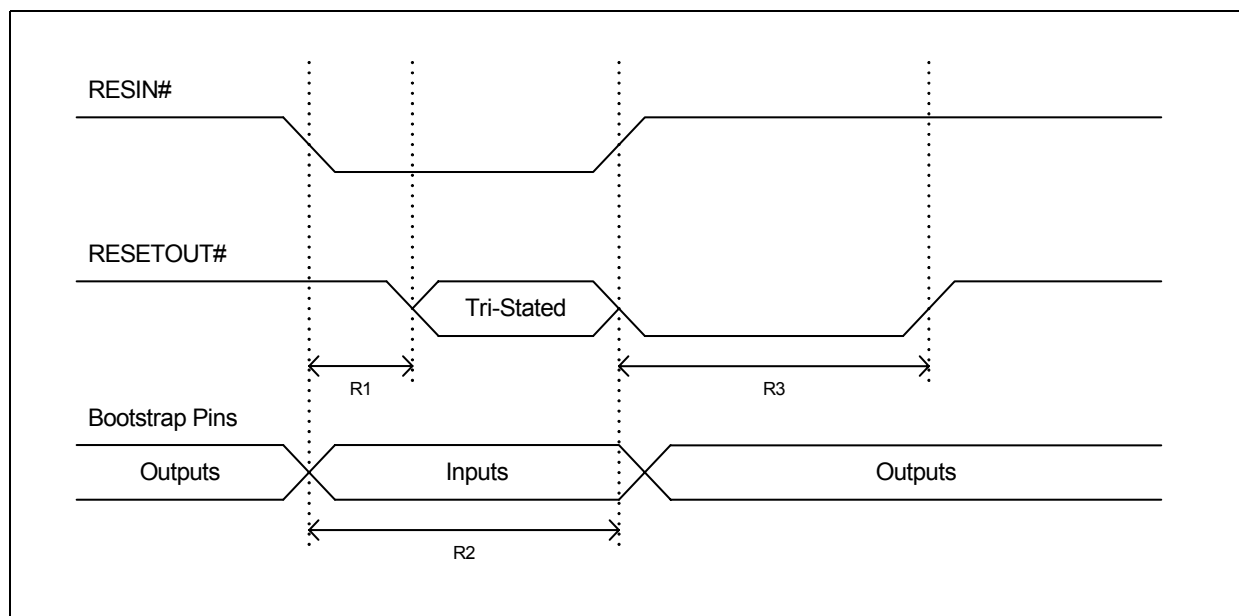 RESIN#
RESETOUT#
Tri-Stated
R1
R3
Bootstrap Pins
Outputs
Inputs
Outputs
R2